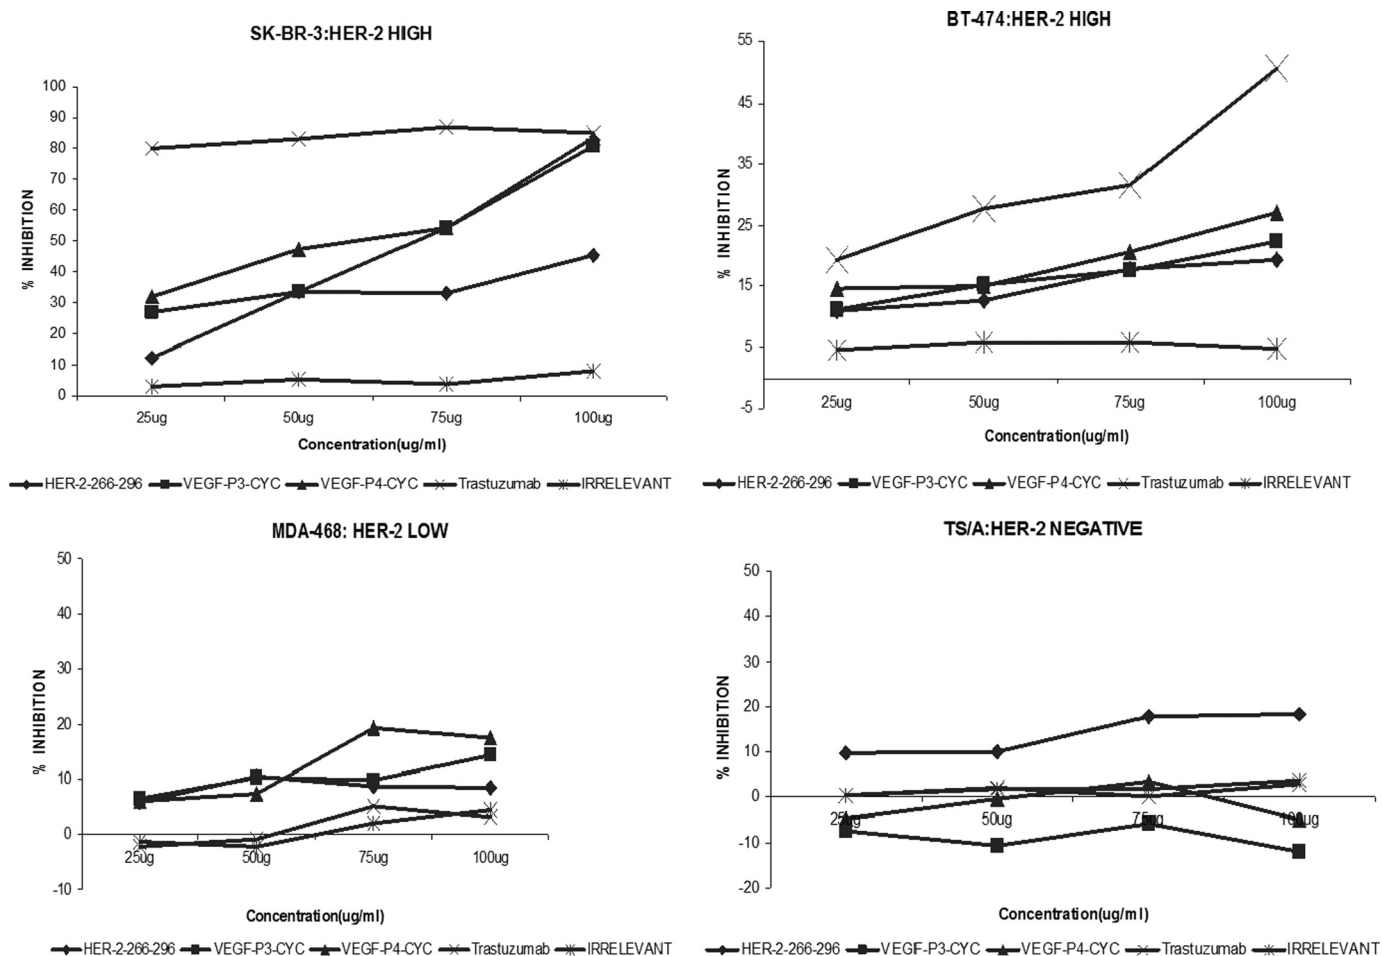 SK-BR-3:HER-2 HIGH
100
90
80
70
60
50
40
30
20
10
0
% INHIBITION
25ug 50ug 75ug 100ug
Concentration(ug/ml)
HER-2-266-296 VEGF-P3-CYC VEGF-P4-CYC Trastuzumab IRRELEVANT
BT-474:HER-2 HIGH
55
45
35
25
15
5
-5
% INHIBITION
25ug 50ug 75ug 100ug
Concentration(ug/ml)
HER-2-266-296 VEGF-P3-CYC VEGF-P4-CYC Trastuzumab IRRELEVANT
MDA-468: HER-2 LOW
50
40
30
20
10
0
-10
% INHIBITION
25ug 50ug 75ug 100ug
Concentration(ug/ml)
HER-2-266-296 VEGF-P3-CYC VEGF-P4-CYC Trastuzumab IRRELEVANT
TS/A:HER-2 NEGATIVE
50
40
30
20
10
0
-10
-20
% INHIBITION
25ug 50ug 75ug 100ug
Concentration(ug/ml)
HER-2-266-296 VEGF-P3-CYC VEGF-P4-CYC Trastuzumab IRRELEVANT